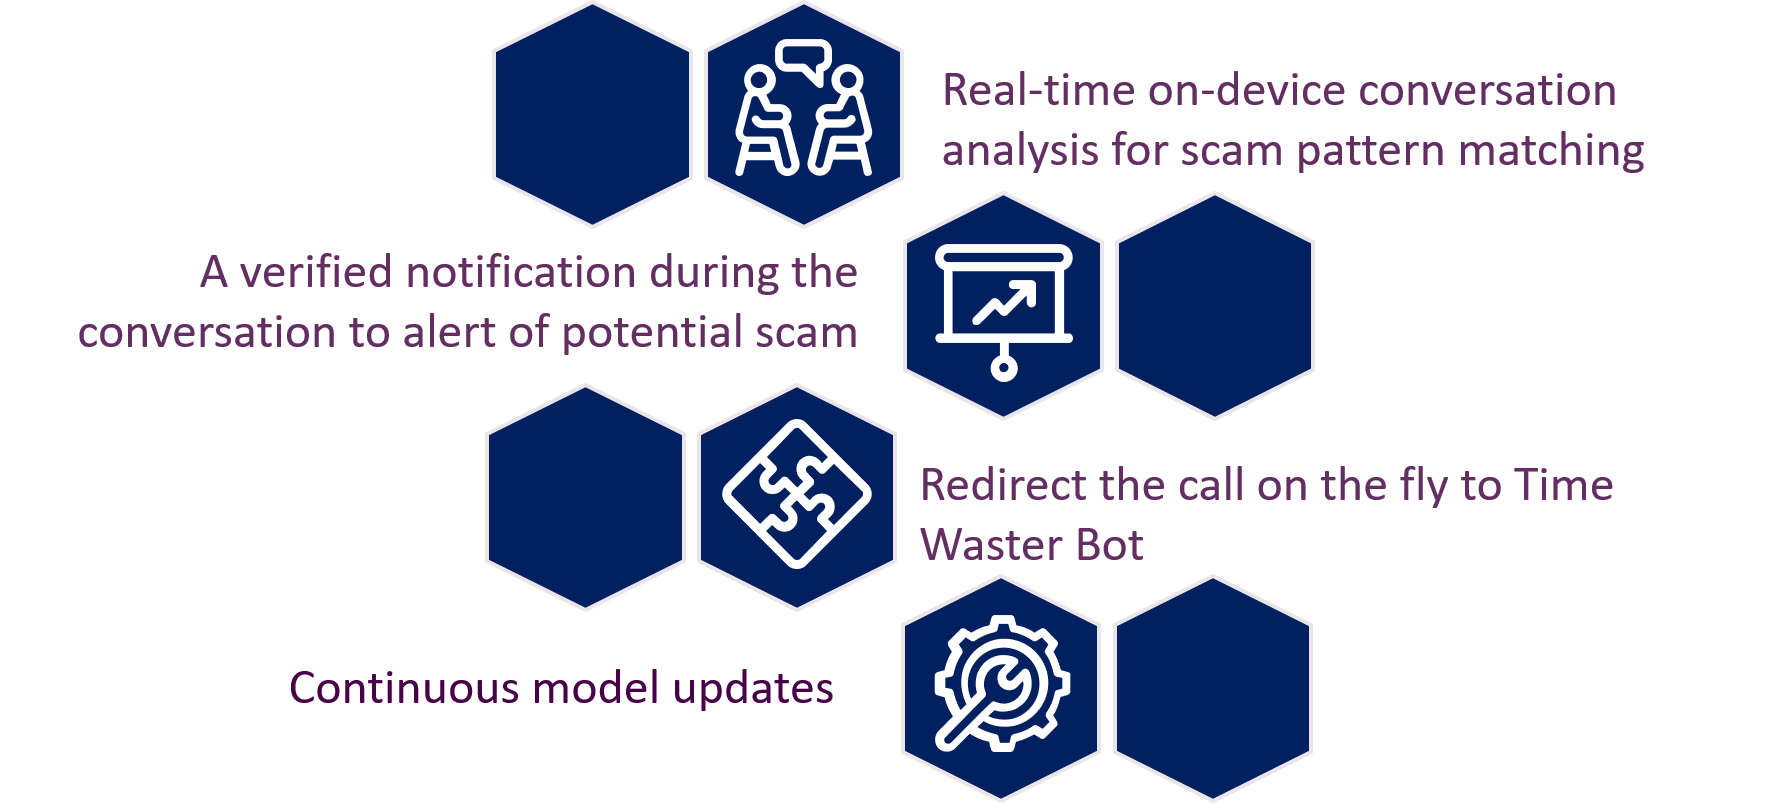 Real-time on-device conversation
analysis for scam pattern matching
A verified notification during the
conversation to alert of potential scam
Redirect the call on the fly to Time
Waster Bot
Continuous model updates